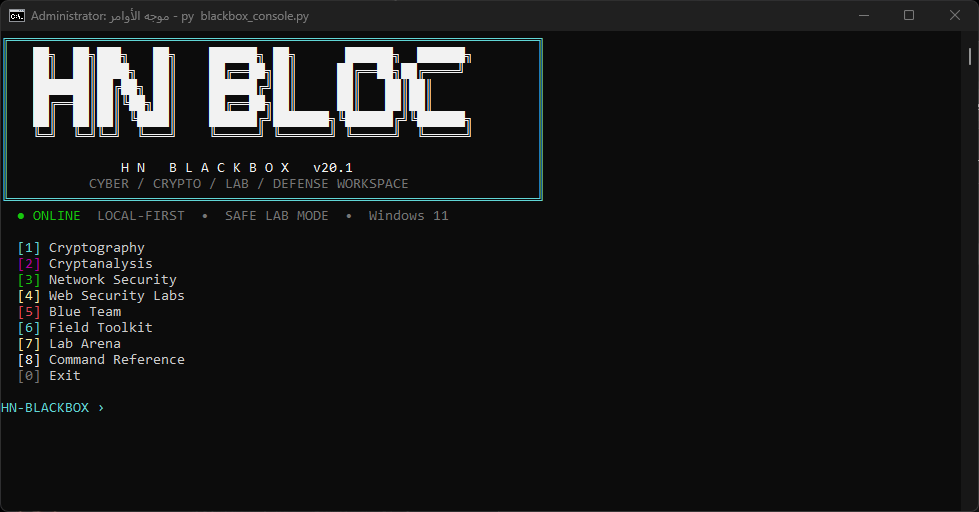 Administrator: موجه الأوامر - py  blackbox_console.py
HN BLOC
H N   B L A C K B O X   v20.1
CYBER / CRYPTO / LAB / DEFENSE WORKSPACE
● ONLINE  LOCAL-FIRST  •  SAFE LAB MODE  •  Windows 11
[1] Cryptography
[2] Cryptanalysis
[3] Network Security
[4] Web Security Labs
[5] Blue Team
[6] Field Toolkit
[7] Lab Arena
[8] Command Reference
[0] Exit
HN-BLACKBOX ›